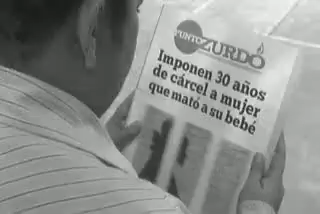 PUNTO
ZURDO
Imponen 30 años
de cárcel a mujer
que mató a su bebé